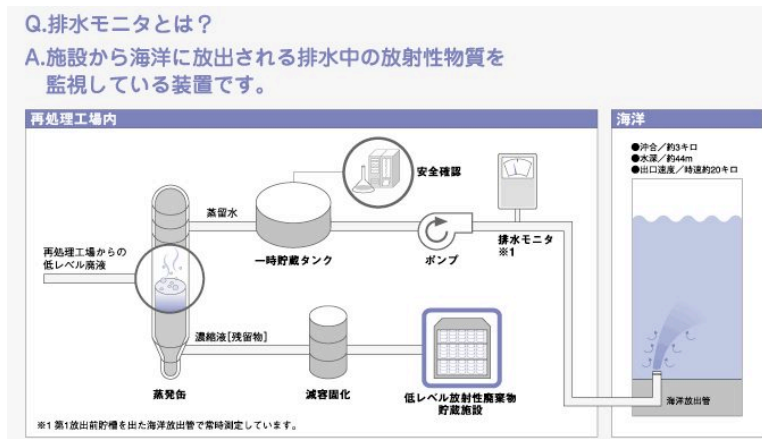 Q.排水モニタとは？
A.施設から海洋に放出される排水中の放射性物質を
監視している装置です。
再処理工場内
海洋
●沖合／約3キロ
●水深／約44m
●出口速度／時速約20キロ
安全確認
蒸留水
再処理工場からの
低レベル廃液
一時貯蔵タンク
ポンプ
排水モニタ
※1
濃縮液[残留物]
蒸発缶
減容固化
低レベル放射性廃棄物
貯蔵施設
海洋放出管
※1 第1放出前貯槽を出た海洋放出管で常時測定しています。